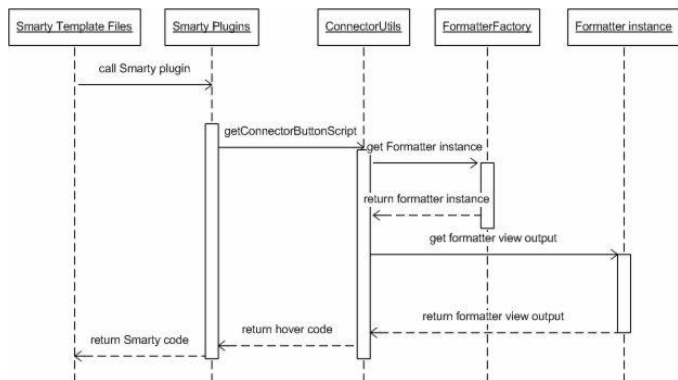 Smarty Template Files
Smarty Plugins
ConnectorUtils
FormatterFactory
Formatter instance
call Smarty plugin
getConnectorButtonScript
get Formatter instance
return formatter instance
get formatter view output
return formatter view output
return hover code
return Smarty code